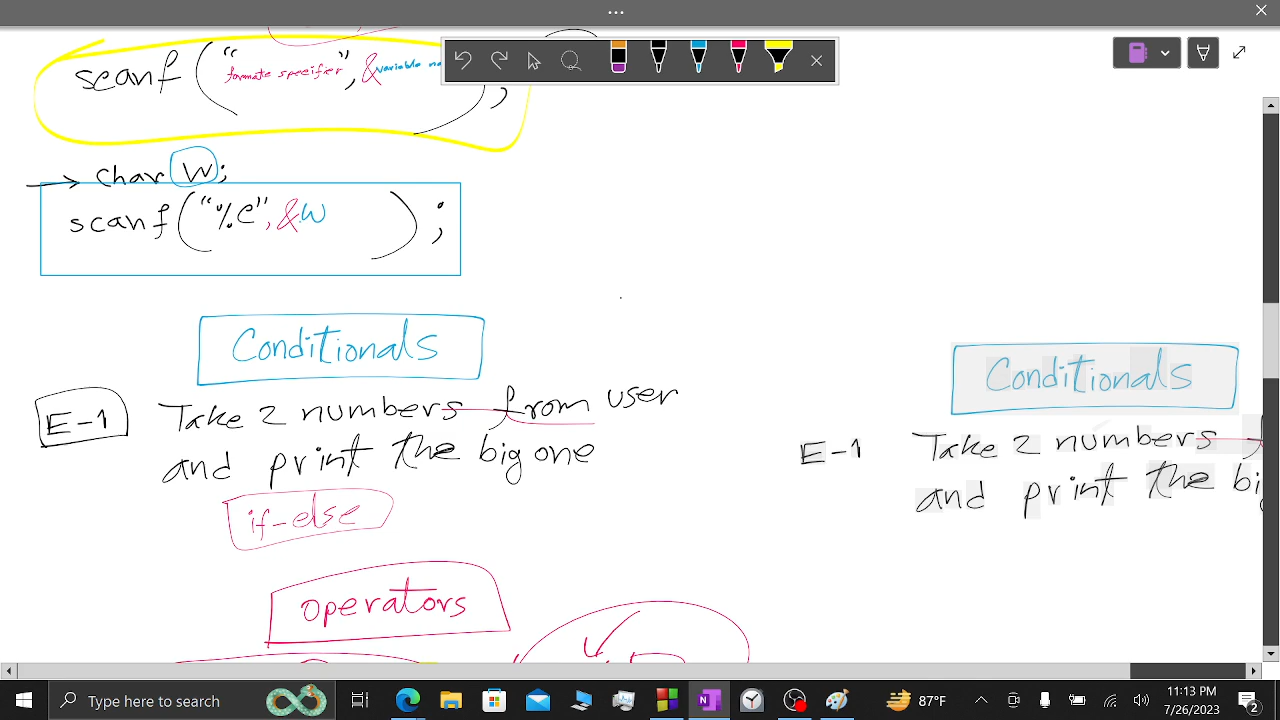 scanf("formate specifier", &variable na
);
→ char w;
scanf("%c", &w );
Conditionals
E-1 Take 2 numbers from user
and print the big one
if-else
operators
Conditionals
E-1 Take 2 numbers
and print the bi
Type here to search
87°F
11:13 PM
7/26/2023
2